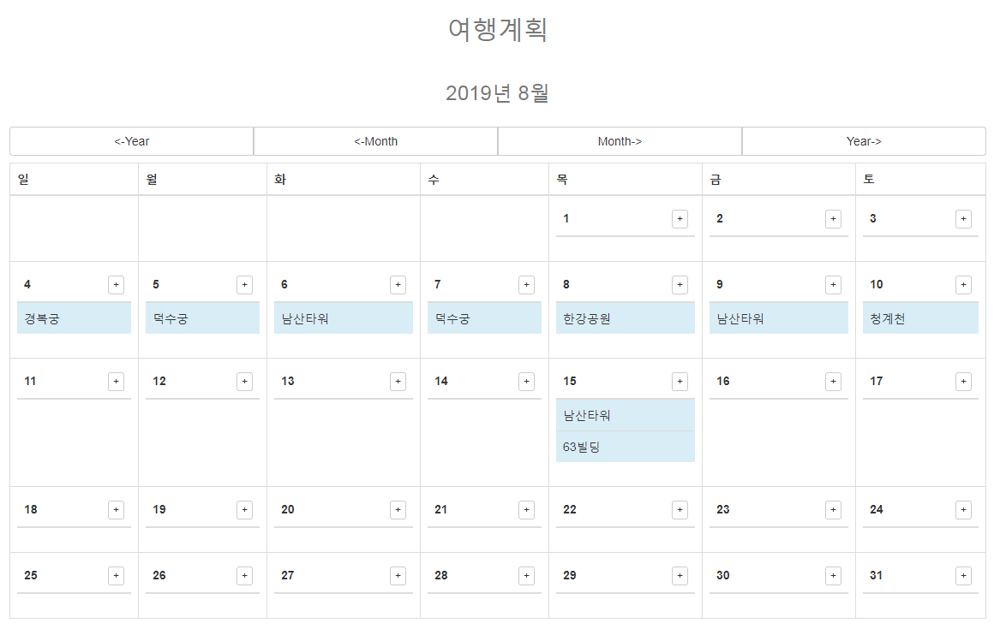 여행계획
2019년 8월
<-Year <-Month Month-> Year->
일 월 화 수 목 금 토
1 + 2 + 3 +
4 + 5 + 6 + 7 + 8 + 9 + 10 +
경복궁 덕수궁 남산타워 덕수궁 한강공원 남산타워 청계천
11 + 12 + 13 + 14 + 15 + 16 + 17 +
남산타워
63빌딩
18 + 19 + 20 + 21 + 22 + 23 + 24 +
25 + 26 + 27 + 28 + 29 + 30 + 31 +